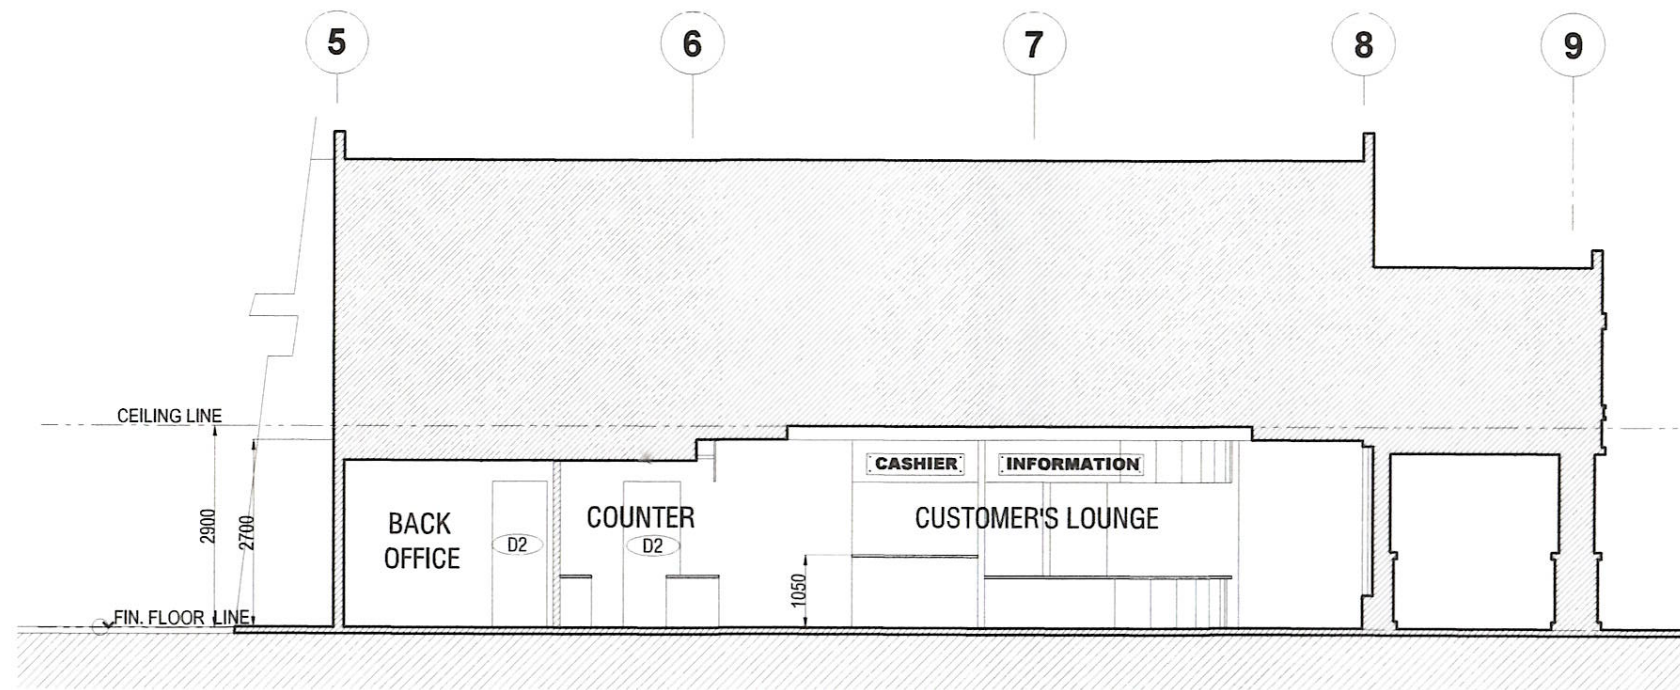 5
6
7
8
9
CEILING LINE
CASHIER
INFORMATION
BACK
OFFICE
D2
COUNTER
D2
CUSTOMER'S LOUNGE
2900
2700
1050
FIN. FLOOR LINE